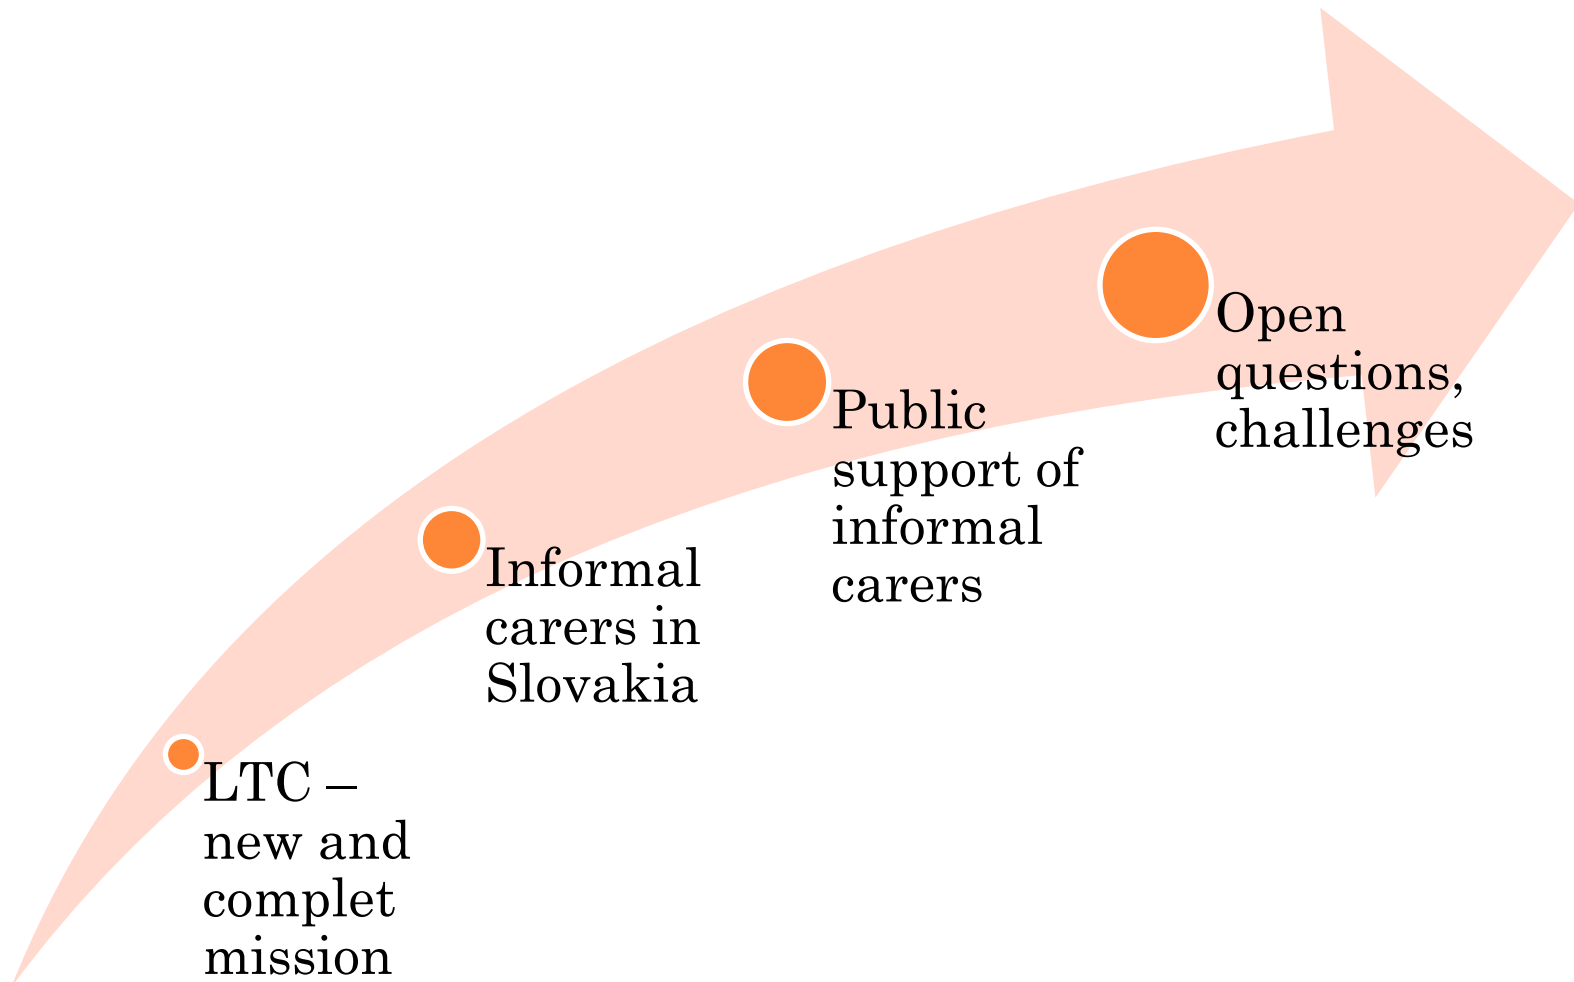 LTC –
new and
complet
mission
Informal
carers in
Slovakia
Public
support of
informal
carers
Open
questions,
challenges